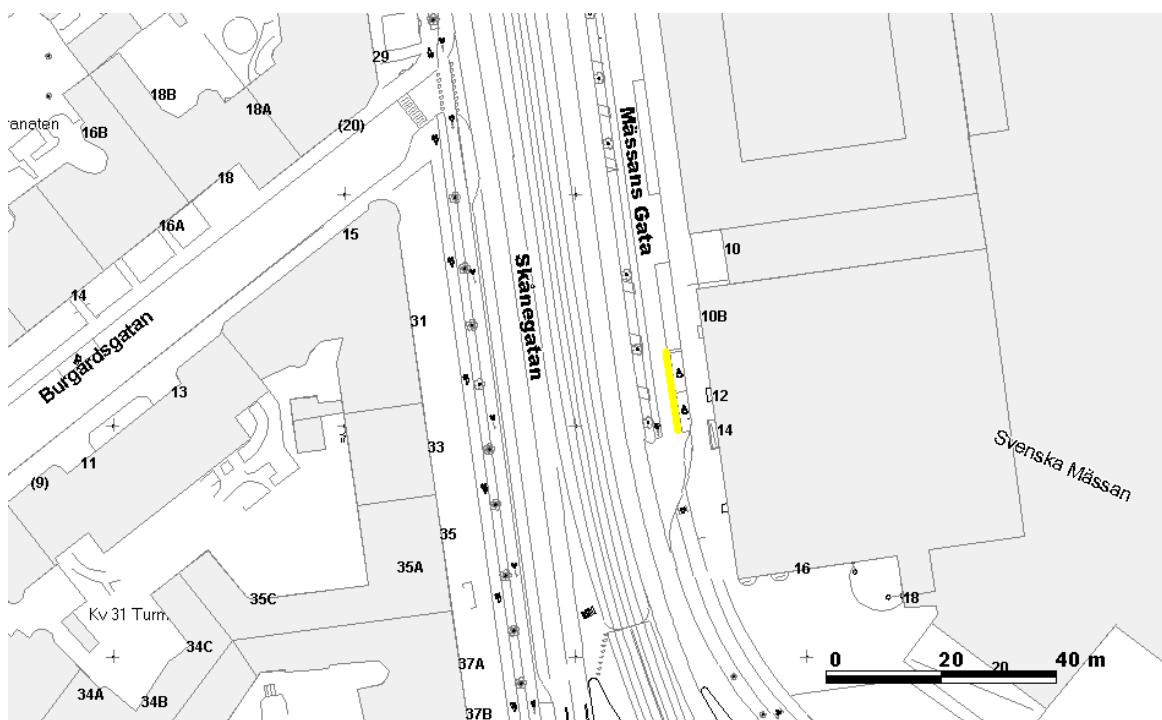 29
18B
18A
ranaten
16B
(20)
Mässans Gata
18
16A
15
10
14
Skånegatan
31
10B
Burgårdsgatan
13
12
14
33
Svenska Mässan
11
(9)
35
35A
16
35C
18
Kv 31 Turm
34C
0 20 40 m
37A
20
34A
34B
37B